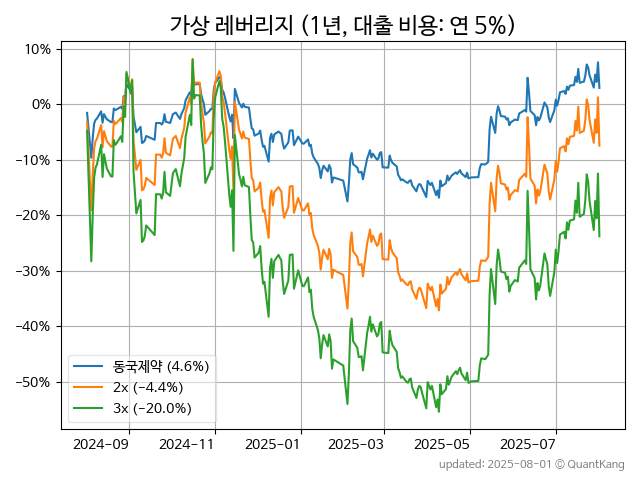 가상 레버리지 (1년, 대출 비용: 연 5%)
10%
0%
−10%
−20%
−30%
−40%
−50%
동국제약 (4.6%)
2x (−4.4%)
3x (−20.0%)
2024-09 2024-11 2025-01 2025-03 2025-05 2025-07
updated: 2025-08-01 © QuantKang